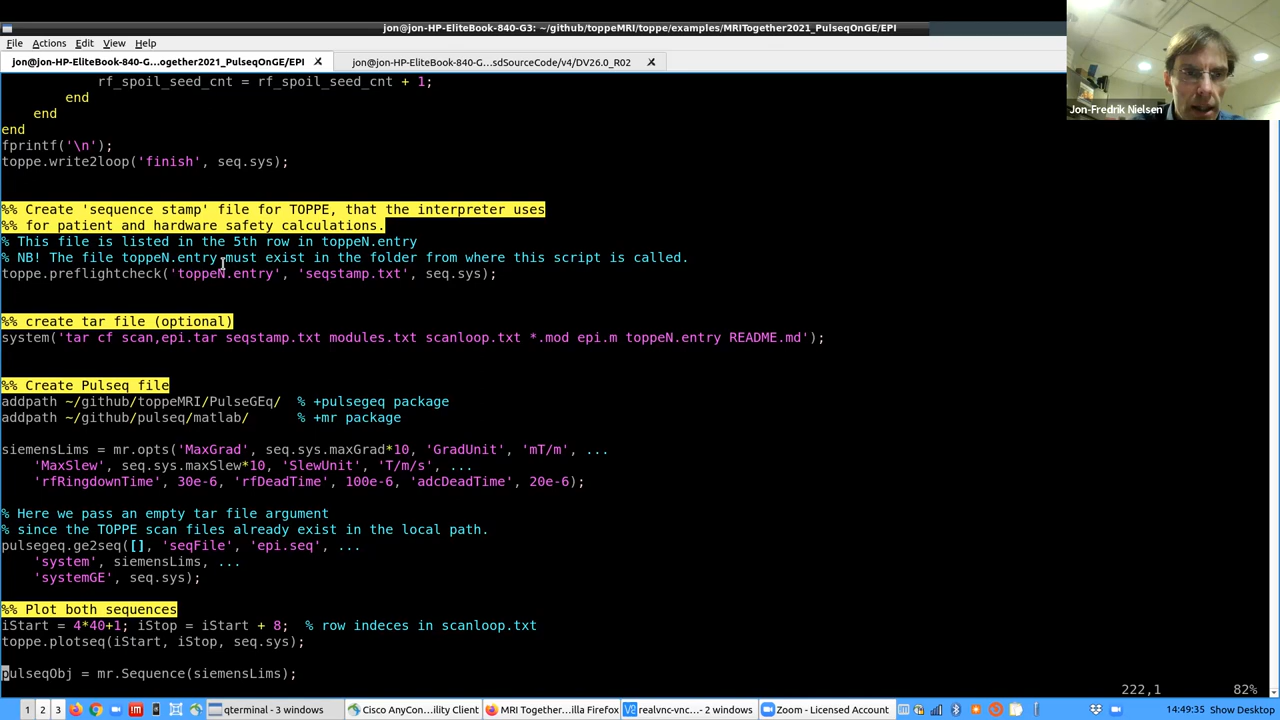 jon@jon-HP-EliteBook-840-G3: ~/github/toppeMRI/toppe/examples/MRITogether2021_PulseqOnGE/EPI
File Actions Edit View Help
jon@jon-HP-EliteBook-840-G...ogether2021_PulseqOnGE/EPI
jon@jon-HP-EliteBook-840-G...sdSourceCode/v4/DV26.0_R02
Jon-Fredrik Nielsen
rf_spoil_seed_cnt = rf_spoil_seed_cnt + 1;
end
end
end
fprintf('\n');
toppe.write2loop('finish', seq.sys);
%% Create 'sequence stamp' file for TOPPE, that the interpreter uses
%% for patient and hardware safety calculations.
% This file is listed in the 5th row in toppeN.entry
% NB! The file toppeN.entry must exist in the folder from where this script is called.
toppe.preflightcheck('toppeN.entry', 'seqstamp.txt', seq.sys);
%% create tar file (optional)
system('tar cf scan,epi.tar seqstamp.txt modules.txt scanloop.txt *.mod epi.m toppeN.entry README.md');
%% Create Pulseq file
addpath ~/github/toppeMRI/PulseGEq/ % +pulsegeq package
addpath ~/github/pulseq/matlab/ % +mr package
siemensLims = mr.opts('MaxGrad', seq.sys.maxGrad*10, 'GradUnit', 'mT/m', ...
'MaxSlew', seq.sys.maxSlew*10, 'SlewUnit', 'T/m/s', ...
'rfRingdownTime', 30e-6, 'rfDeadTime', 100e-6, 'adcDeadTime', 20e-6);
% Here we pass an empty tar file argument
% since the TOPPE scan files already exist in the local path.
pulsegeq.ge2seq([], 'seqFile', 'epi.seq', ...
'system', siemensLims, ...
'systemGE', seq.sys);
%% Plot both sequences
iStart = 4*40+1; iStop = iStart + 8; % row indeces in scanloop.txt
toppe.plotseq(iStart, iStop, seq.sys);
pulseqObj = mr.Sequence(siemensLims);
222,1 82%
1 2 3 qterminal - 3 windows Cisco AnyCon...ility Client MRI Together...illa Firefox realvnc-vnc... - 2 windows Zoom - Licensed Account 14:49:35 Show Desktop